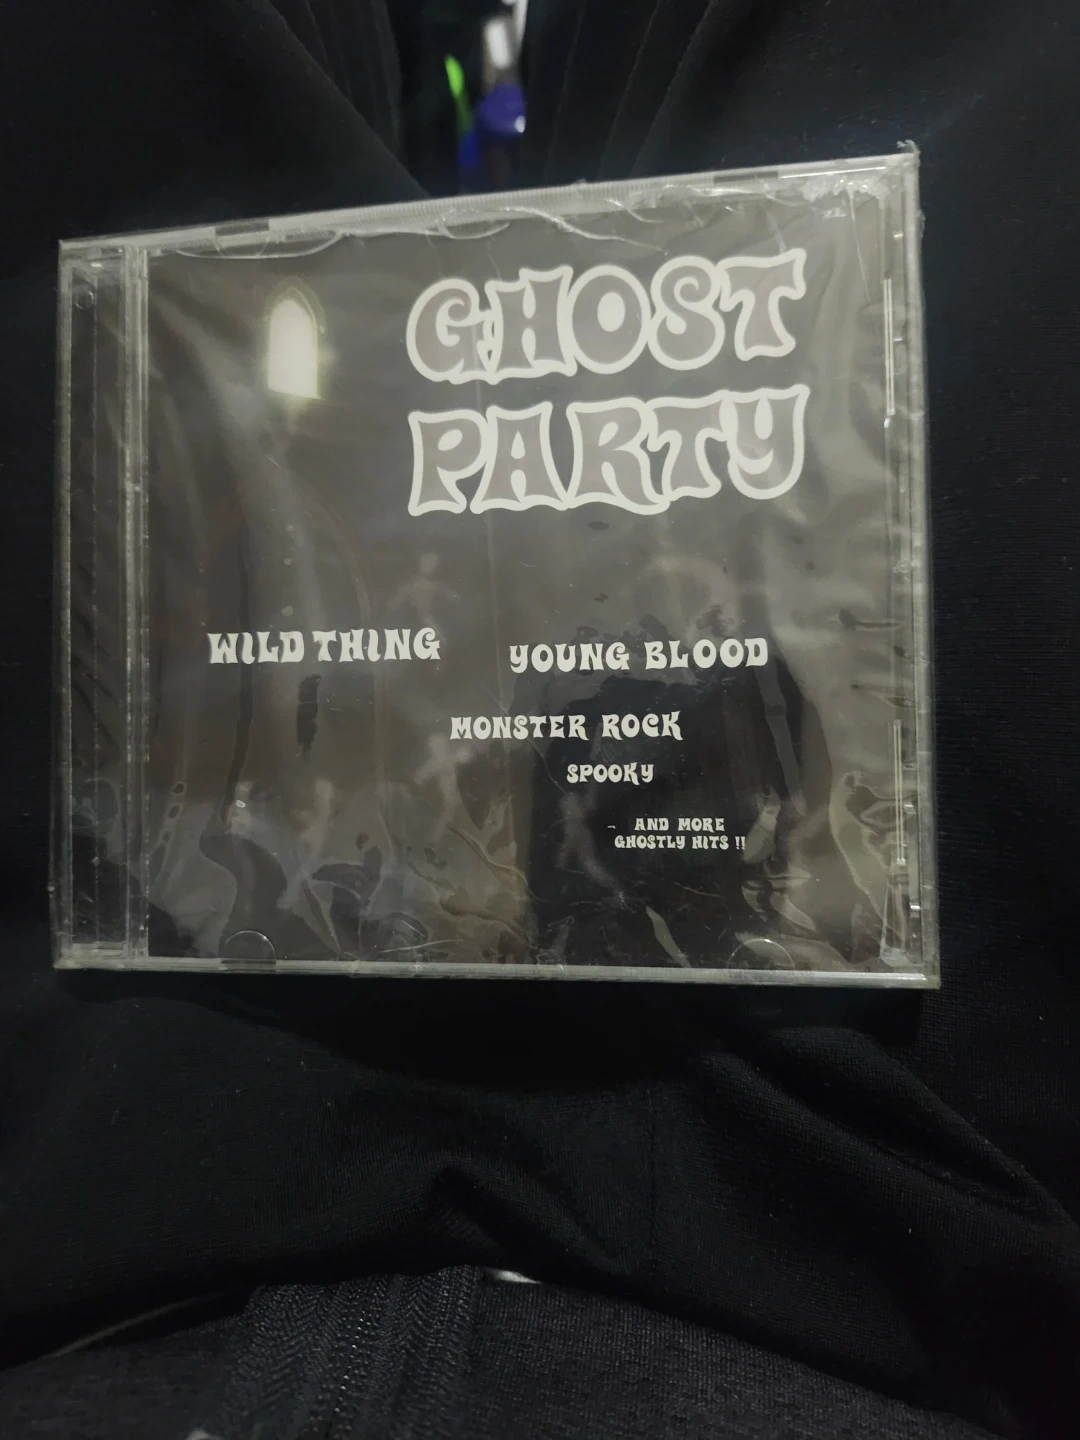 GHOST
PARTY
WILD THING
YOUNG BLOOD
MONSTER ROCK
SPOOKY
AND MORE
GHOSTLY HITS !!